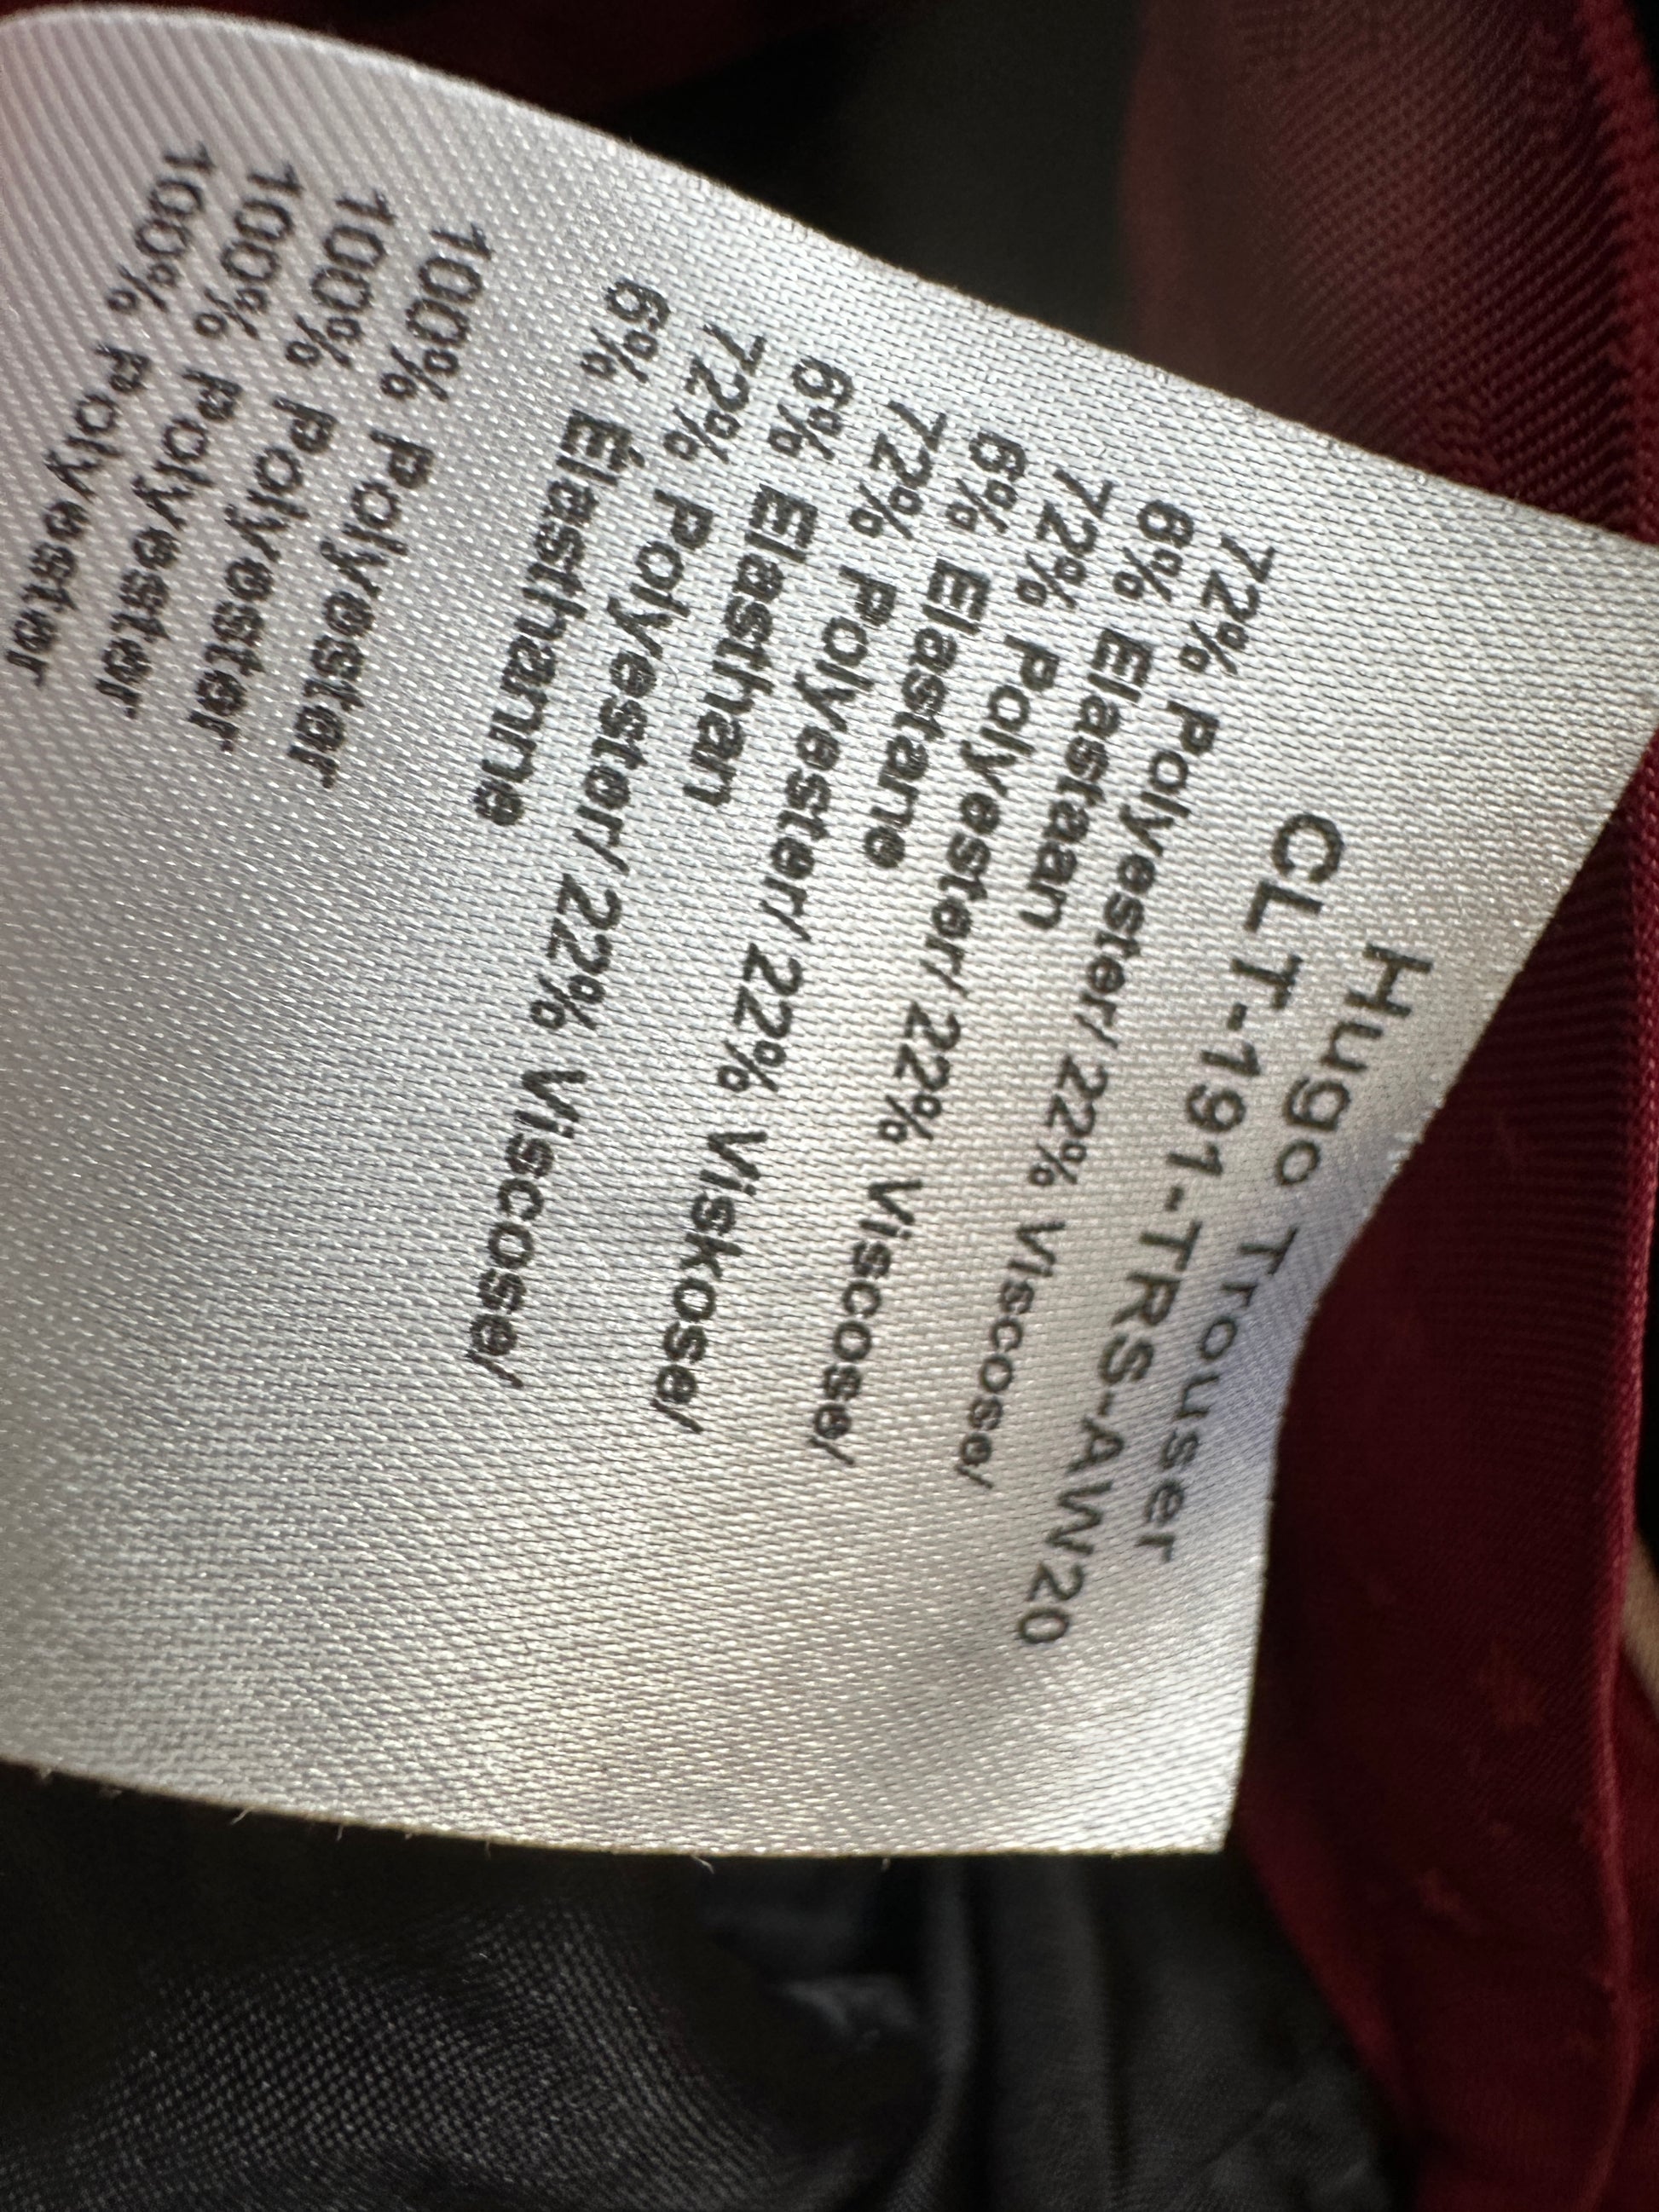 Hugo Trouser
CLT-191-TRS-AW20
72% Polyester/ 22% Viscose/
6% Elastaan
72% Polyester/ 22% Viscose/
6% Elastane
72% Polyester/ 22% Viskose/
6% Elasthan
72% Polyester/ 22% Viscose/
6% Élasthanne
100% Polyester
100% Polyester
100% Polyester
100% Polyester